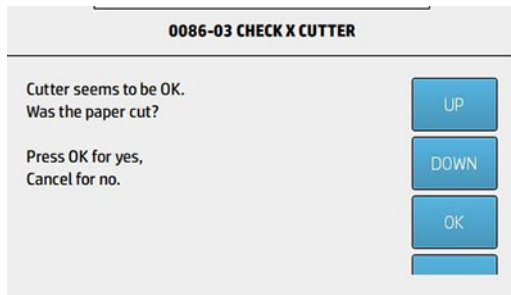 0086-03 CHECK X CUTTER
Cutter seems to be OK.
Was the paper cut?
Press OK for yes,
Cancel for no.
UP
DOWN
OK